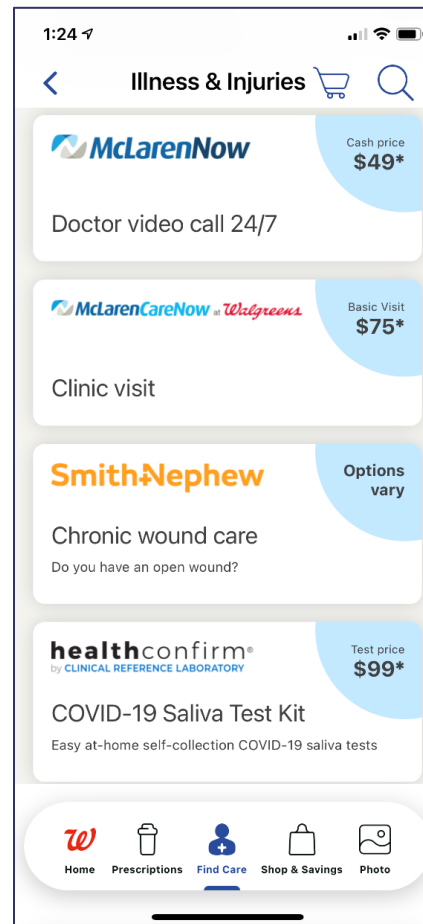 1:24
Illness & Injuries
McLarenNow
Cash price
$49*
Doctor video call 24/7
McLarenCareNow at Walgreens
Basic Visit
$75*
Clinic visit
Smith+Nephew
Options
vary
Chronic wound care
Do you have an open wound?
healthconfirm®
by CLINICAL REFERENCE LABORATORY
Test price
$99*
COVID-19 Saliva Test Kit
Easy at-home self-collection COVID-19 saliva tests
W
Home Prescriptions Find Care Shop & Savings Photo